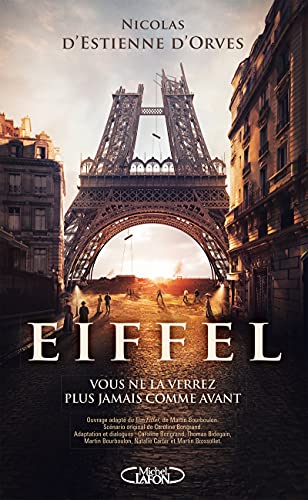 NICOLAS
D'ESTIENNE D'ORVES
EIFFEL
VOUS NE LA VERREZ
PLUS JAMAIS COMME AVANT
Ouvrage adapté du film Eiffel, de Martin Bourboulon.
Scénario original de Caroline Bongrand.
Adaptation et dialogues : Caroline Bongrand, Thomas Bidegain,
Martin Bourboulon, Natalie Carter et Martin Brossollet.
Michel
LAFON